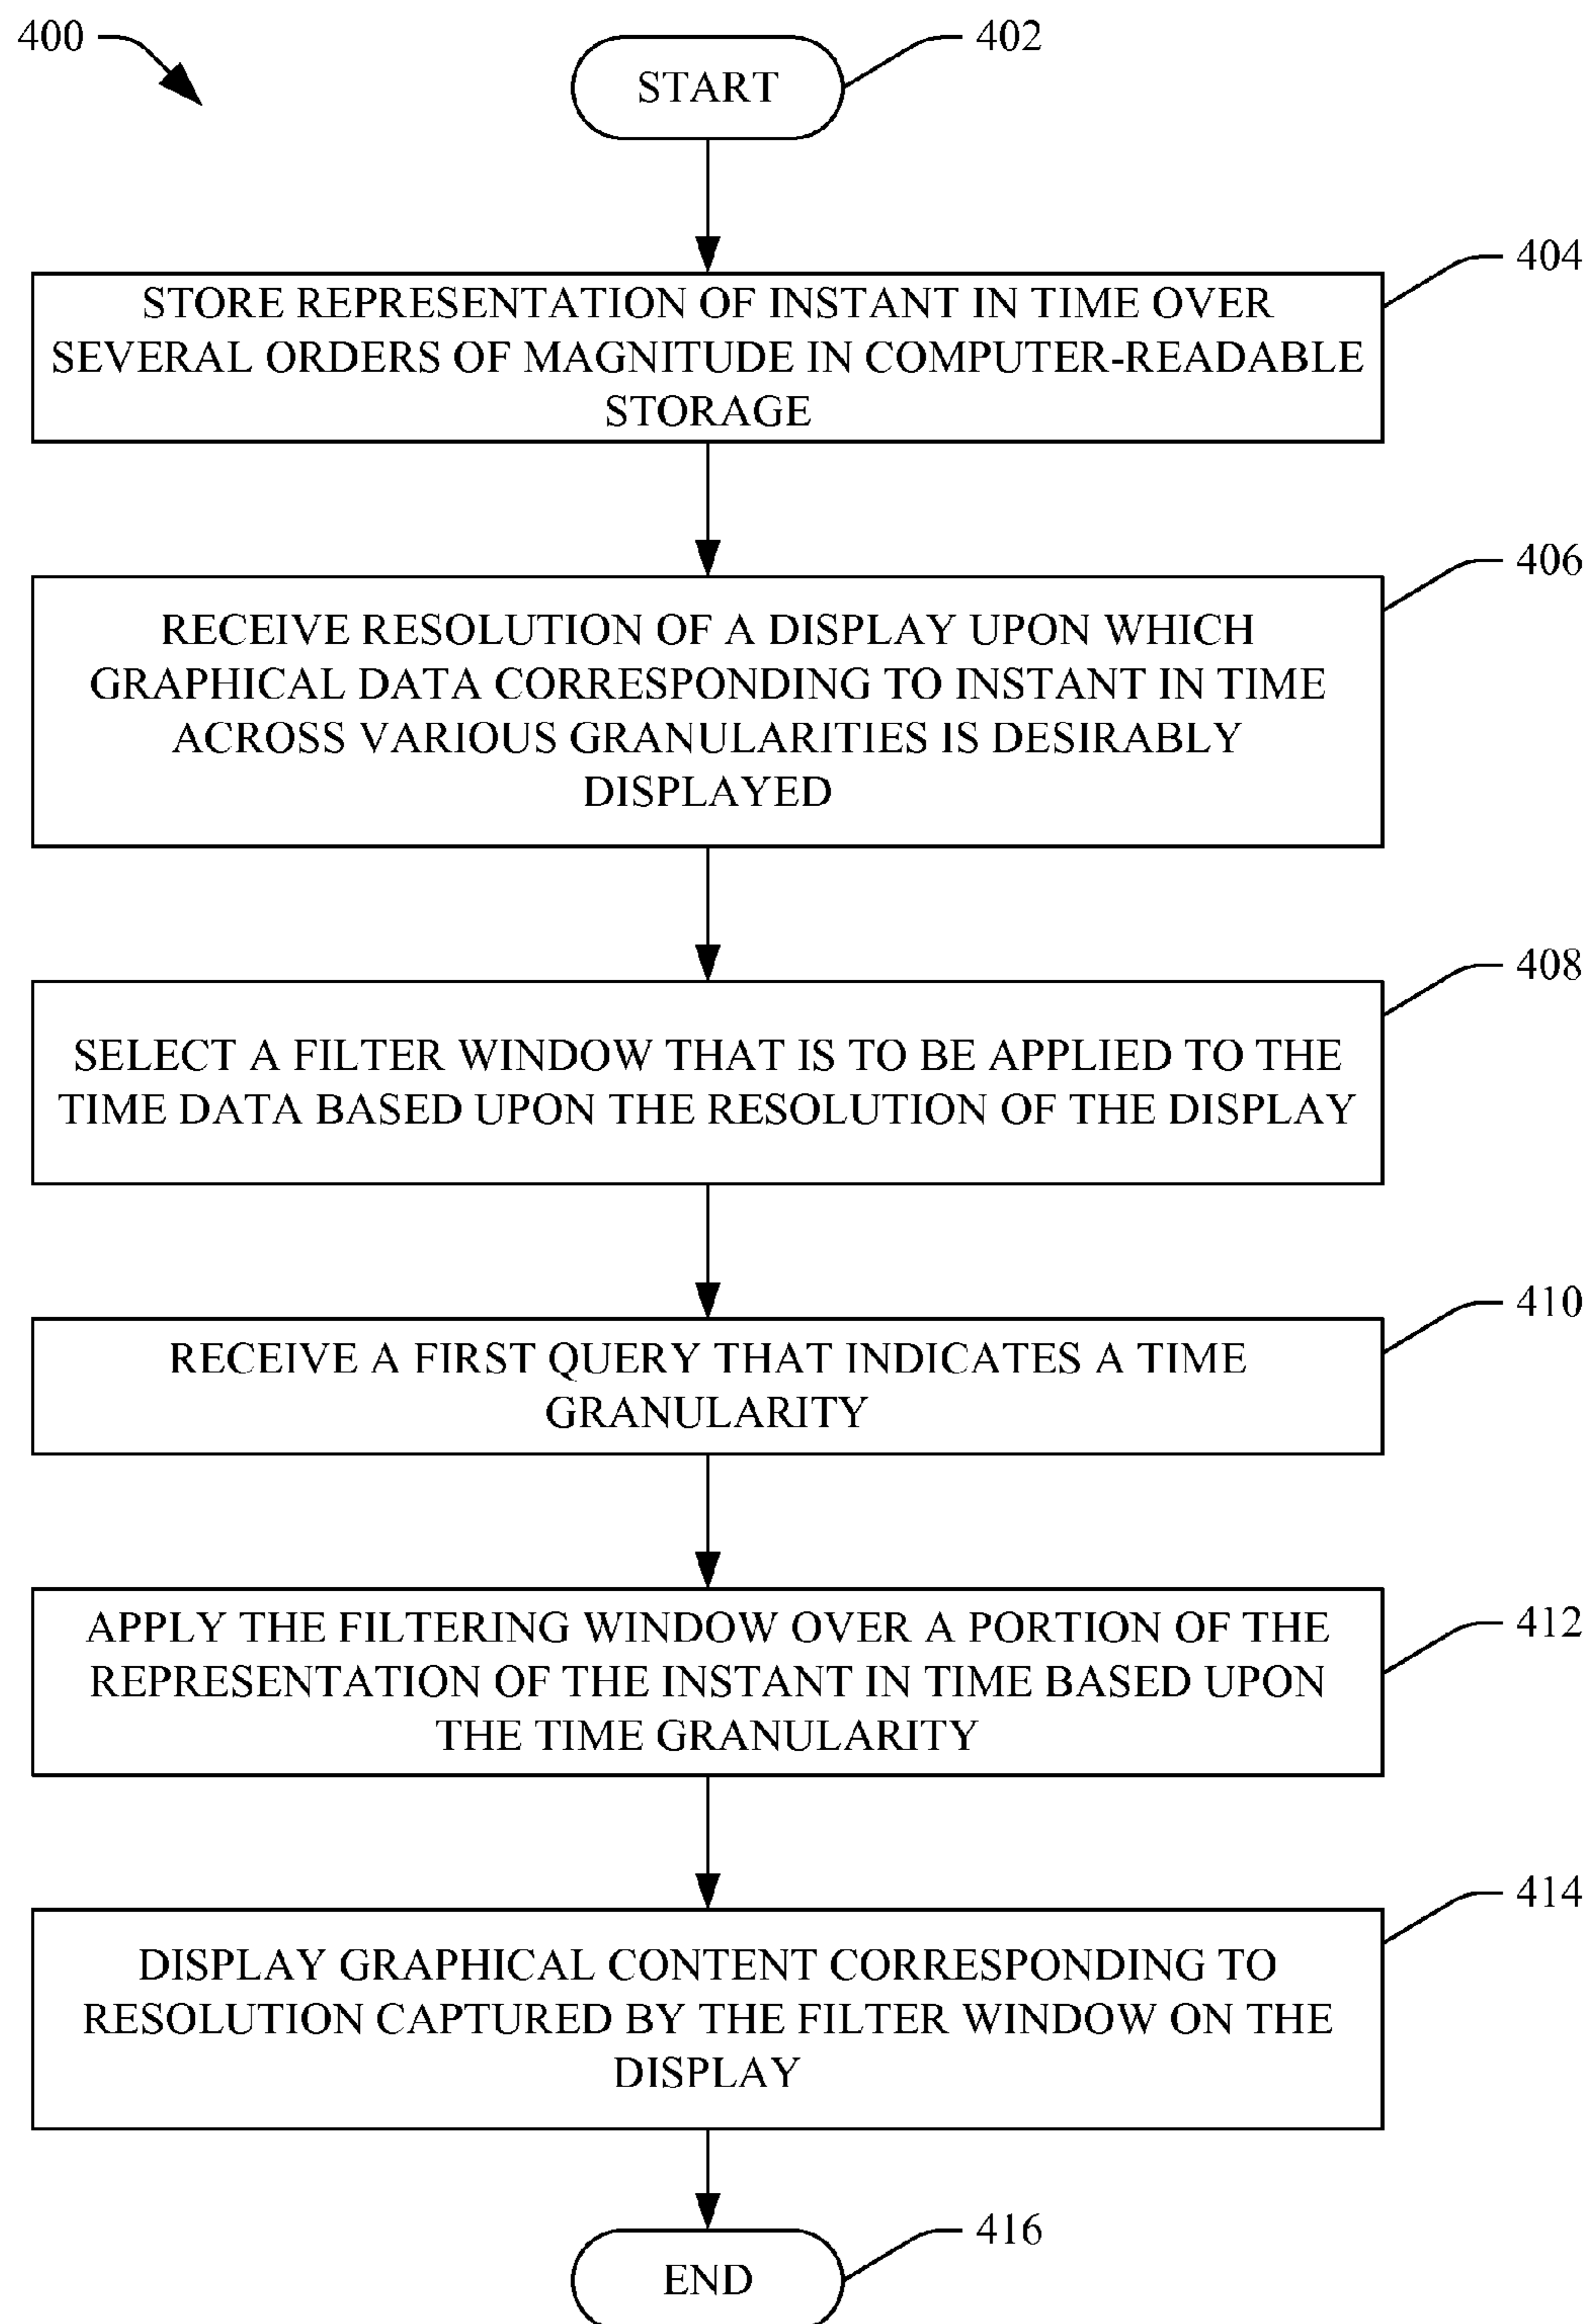 400
START
402
STORE REPRESENTATION OF INSTANT IN TIME OVER
SEVERAL ORDERS OF MAGNITUDE IN COMPUTER-READABLE
STORAGE
404
RECEIVE RESOLUTION OF A DISPLAY UPON WHICH
GRAPHICAL DATA CORRESPONDING TO INSTANT IN TIME
ACROSS VARIOUS GRANULARITIES IS DESIRABLY
DISPLAYED
406
SELECT A FILTER WINDOW THAT IS TO BE APPLIED TO THE
TIME DATA BASED UPON THE RESOLUTION OF THE DISPLAY
408
RECEIVE A FIRST QUERY THAT INDICATES A TIME
GRANULARITY
410
APPLY THE FILTERING WINDOW OVER A PORTION OF THE
REPRESENTATION OF THE INSTANT IN TIME BASED UPON
THE TIME GRANULARITY
412
DISPLAY GRAPHICAL CONTENT CORRESPONDING TO
RESOLUTION CAPTURED BY THE FILTER WINDOW ON THE
DISPLAY
414
END
416